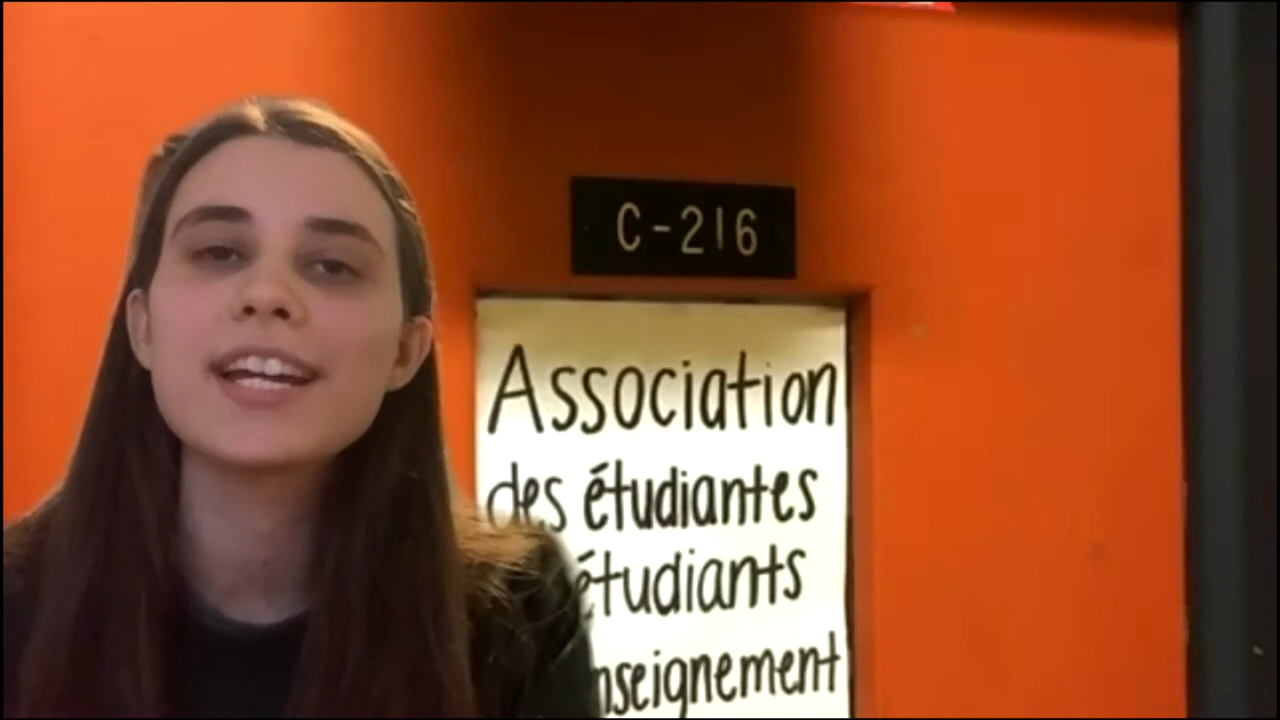 C-216
Association
des étudiantes
étudiants
nseignement